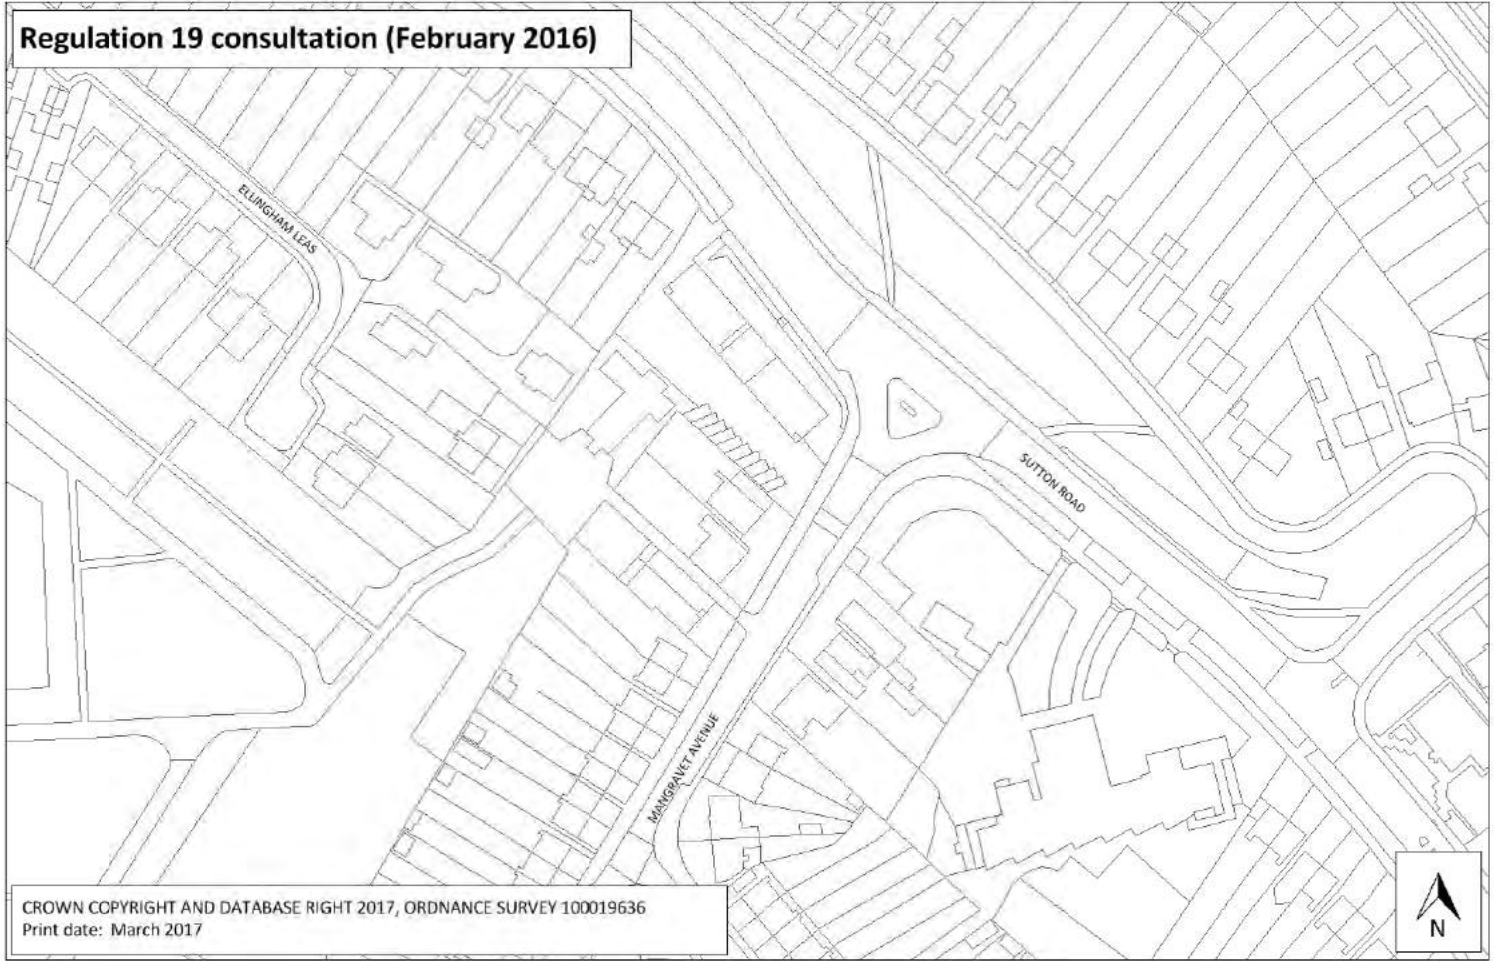 Regulation 19 consultation (February 2016)
ELLINGHAM LEAS
SUTTON ROAD
MANGRAVET AVENUE
CROWN COPYRIGHT AND DATABASE RIGHT 2017, ORDNANCE SURVEY 100019636
Print date: March 2017
N